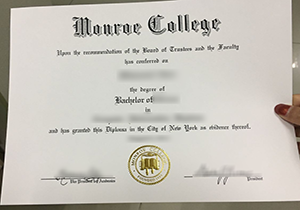 Monroe College
Upon the recommendation of the Board of Trustees and the Faculty
has conferred on
the degree of
Bachelor of
in
and has granted this Diploma in the City of New York as evidence thereof.
President